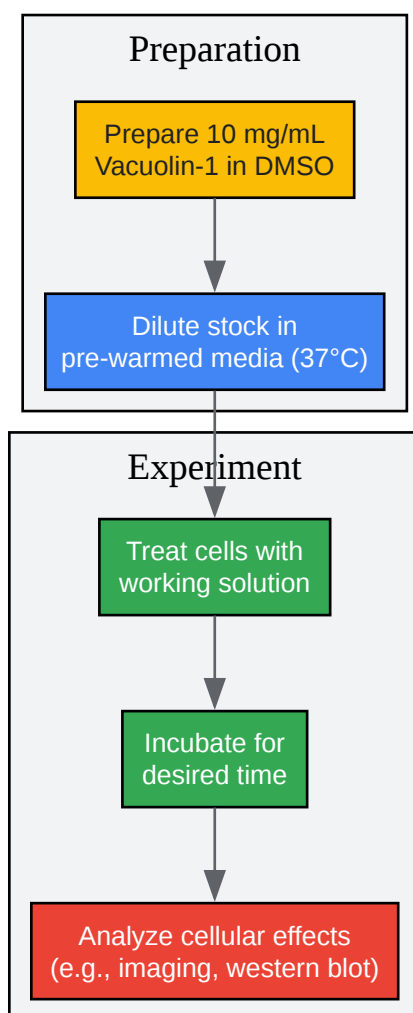 Preparation
Prepare 10 mg/mL
Vacuolin-1 in DMSO
Dilute stock in
pre-warmed media (37°C)
Experiment
Treat cells with
working solution
Incubate for
desired time
Analyze cellular effects
(e.g., imaging, western blot)